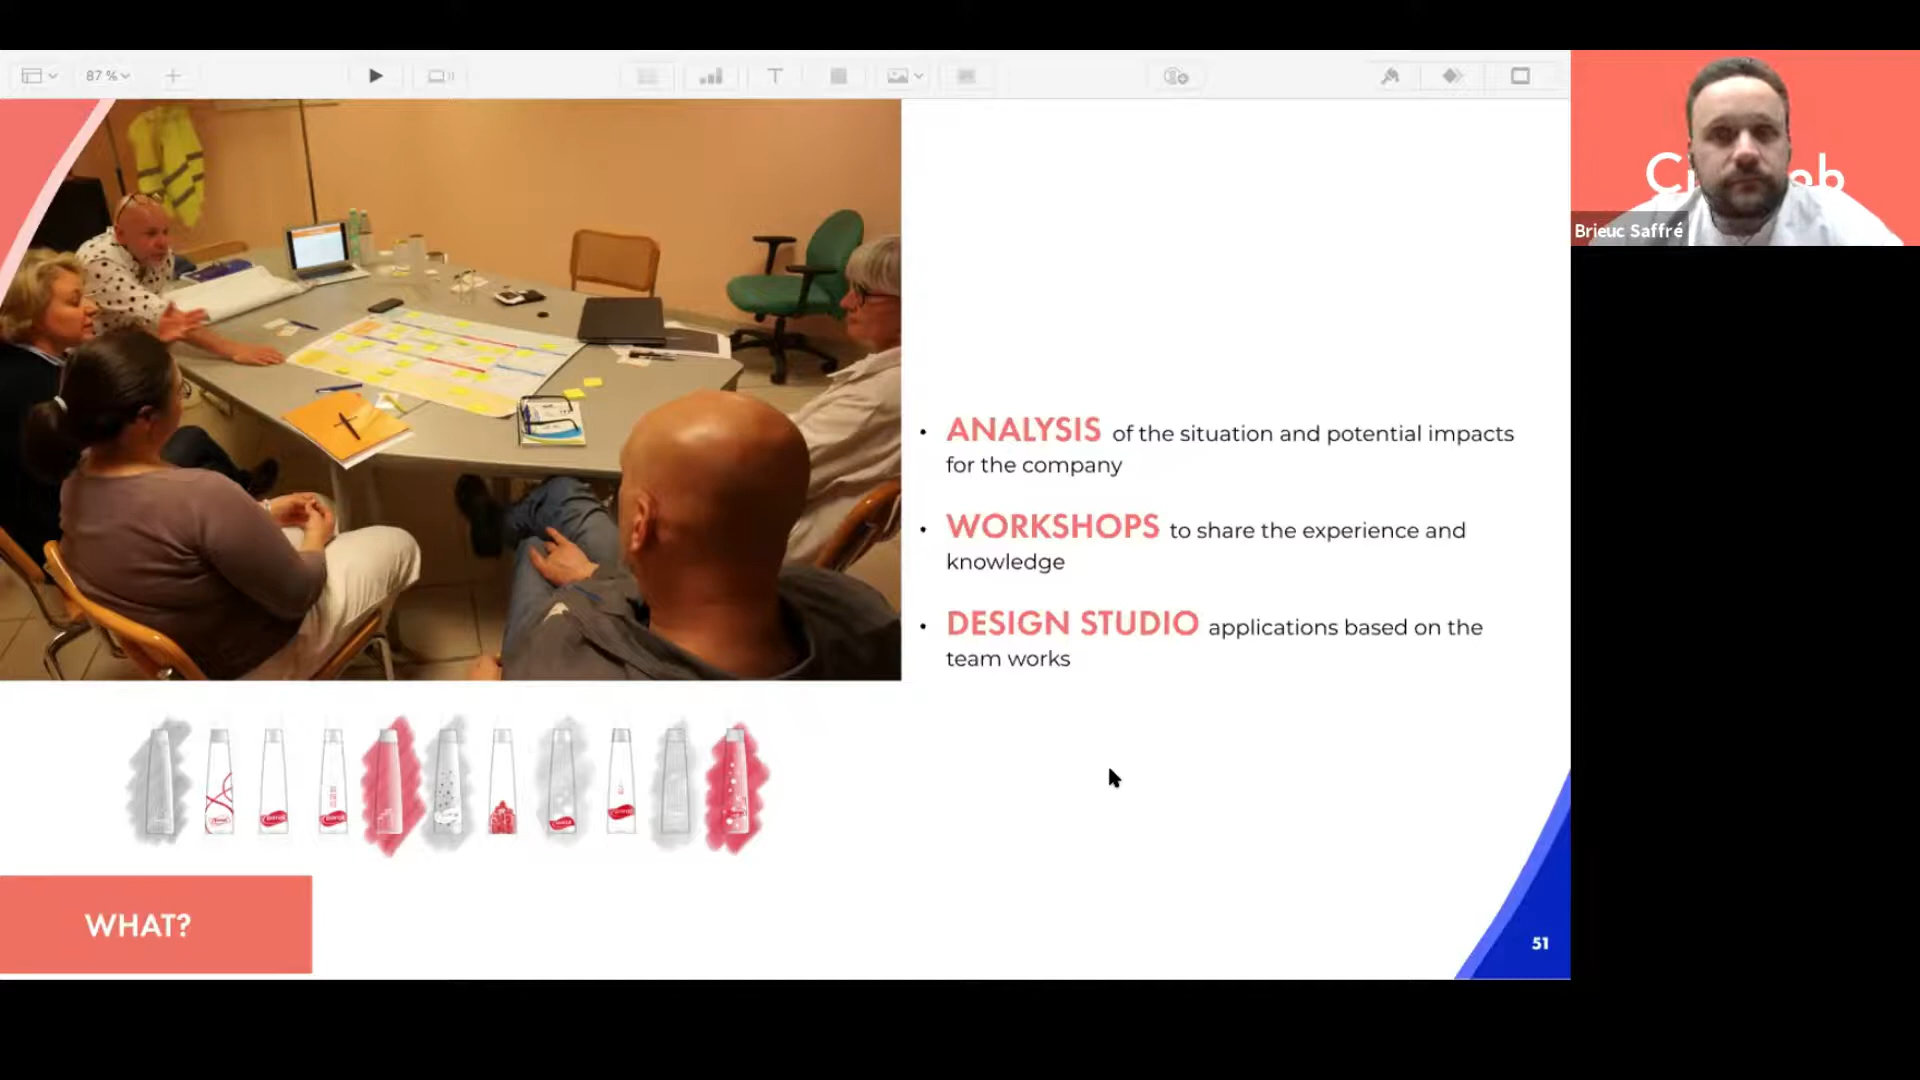 87 %
Brieuc Saffré
• ANALYSIS of the situation and potential impacts
for the company
• WORKSHOPS to share the experience and
knowledge
• DESIGN STUDIO applications based on the
team works
WHAT?
51